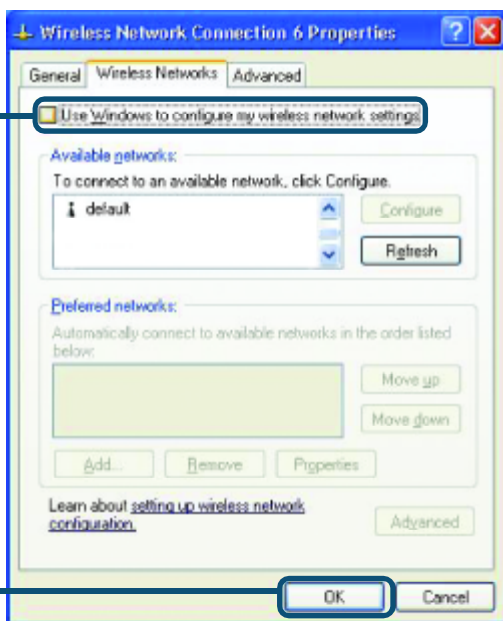 Wireless Network Connection 6 Properties
General Wireless Networks Advanced
Use Windows to configure my wireless network settings
Available networks:
To connect to an available network, click Configure.
default
Configure
Refresh
Preferred networks:
Automatically connect to available networks in the order listed
below:
Move up
Move down
Add... Remove Properties
Learn about setting up wireless network
configuration.
Advanced
OK Cancel